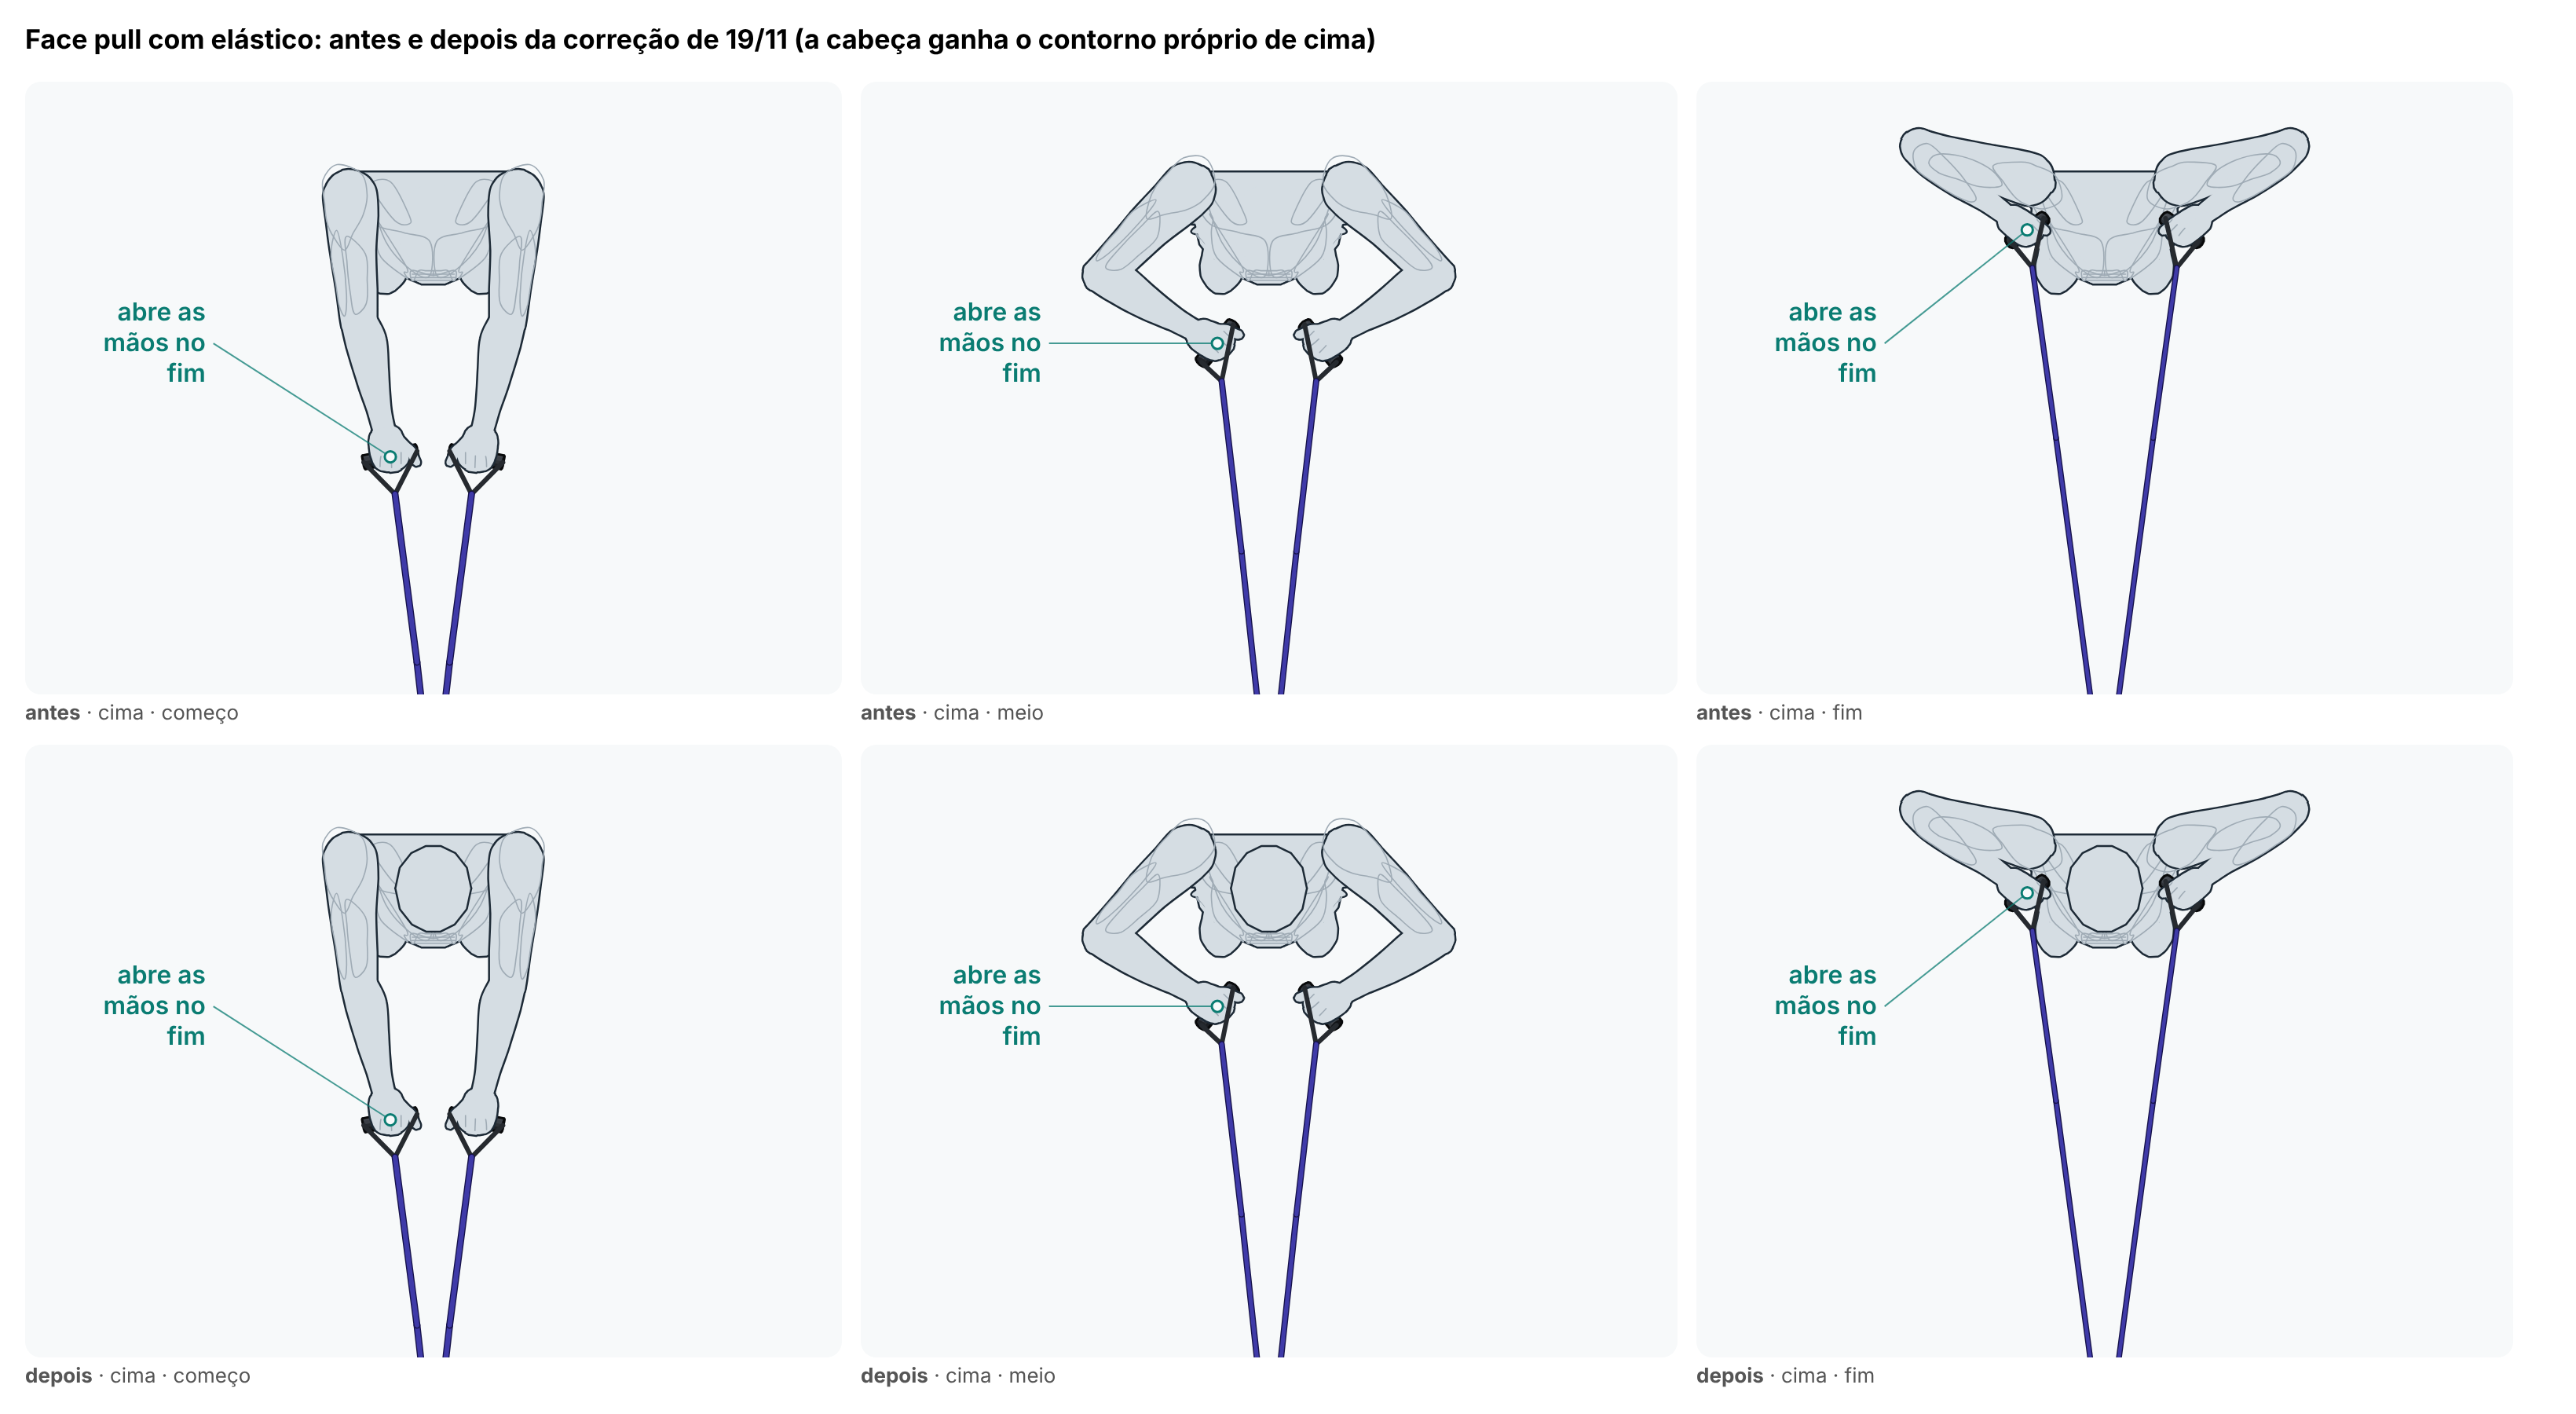 Face pull com elástico: antes e depois da correção de 19/11 (a cabeça ganha o contorno próprio de cima)
abre as
mãos no
fim
abre as
mãos no
fim
abre as
mãos no
fim
antes · cima · começo
antes · cima · meio
antes · cima · fim
abre as
mãos no
fim
abre as
mãos no
fim
abre as
mãos no
fim
depois · cima · começo
depois · cima · meio
depois · cima · fim